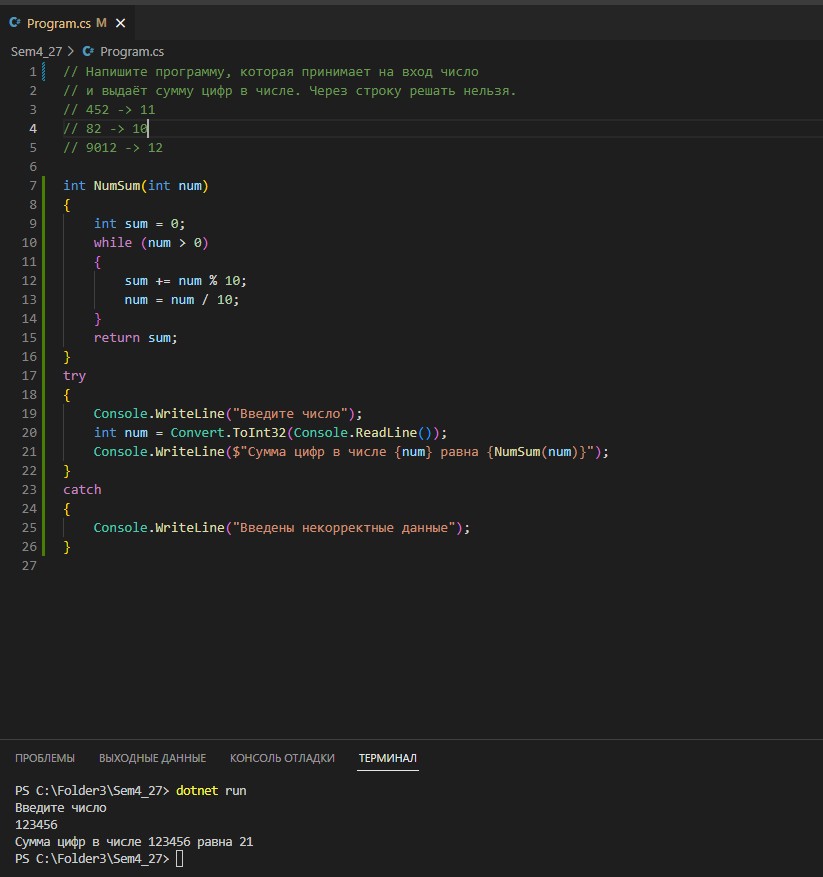 Program.cs M
Sem4_27 > Program.cs
1 // Напишите программу, которая принимает на вход число
2 // и выдаёт сумму цифр в числе. Через строку решать нельзя.
3 // 452 -> 11
4 // 82 -> 10
5 // 9012 -> 12
6
7 int NumSum(int num)
8 {
9     int sum = 0;
10     while (num > 0)
11     {
12         sum += num % 10;
13         num = num / 10;
14     }
15     return sum;
16 }
17 try
18 {
19     Console.WriteLine("Введите число");
20     int num = Convert.ToInt32(Console.ReadLine());
21     Console.WriteLine($"Сумма цифр в числе {num} равна {NumSum(num)}");
22 }
23 catch
24 {
25     Console.WriteLine("Введены некорректные данные");
26 }
27
ПРОБЛЕМЫ ВЫХОДНЫЕ ДАННЫЕ КОНСОЛЬ ОТЛАДКИ ТЕРМИНАЛ
PS C:\Folder3\Sem4_27> dotnet run
Введите число
123456
Сумма цифр в числе 123456 равна 21
PS C:\Folder3\Sem4_27>